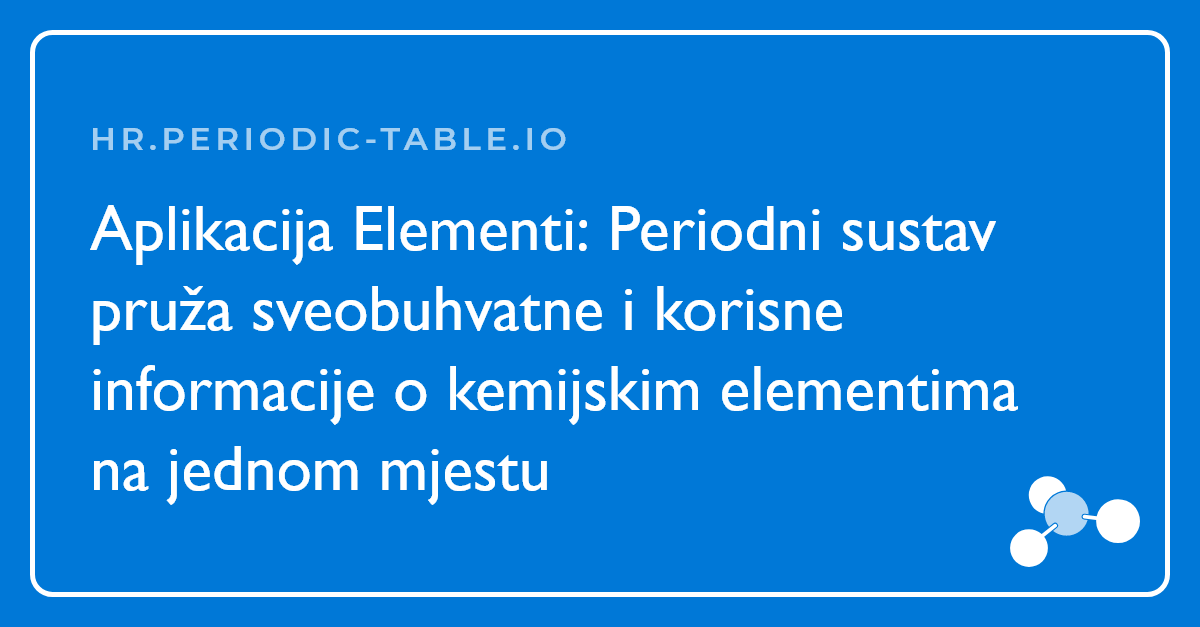 HR.PERIODIC-TABLE.IO
Aplikacija Elementi: Periodni sustav
pruža sveobuhvatne i korisne
informacije o kemijskim elementima
na jednom mjestu